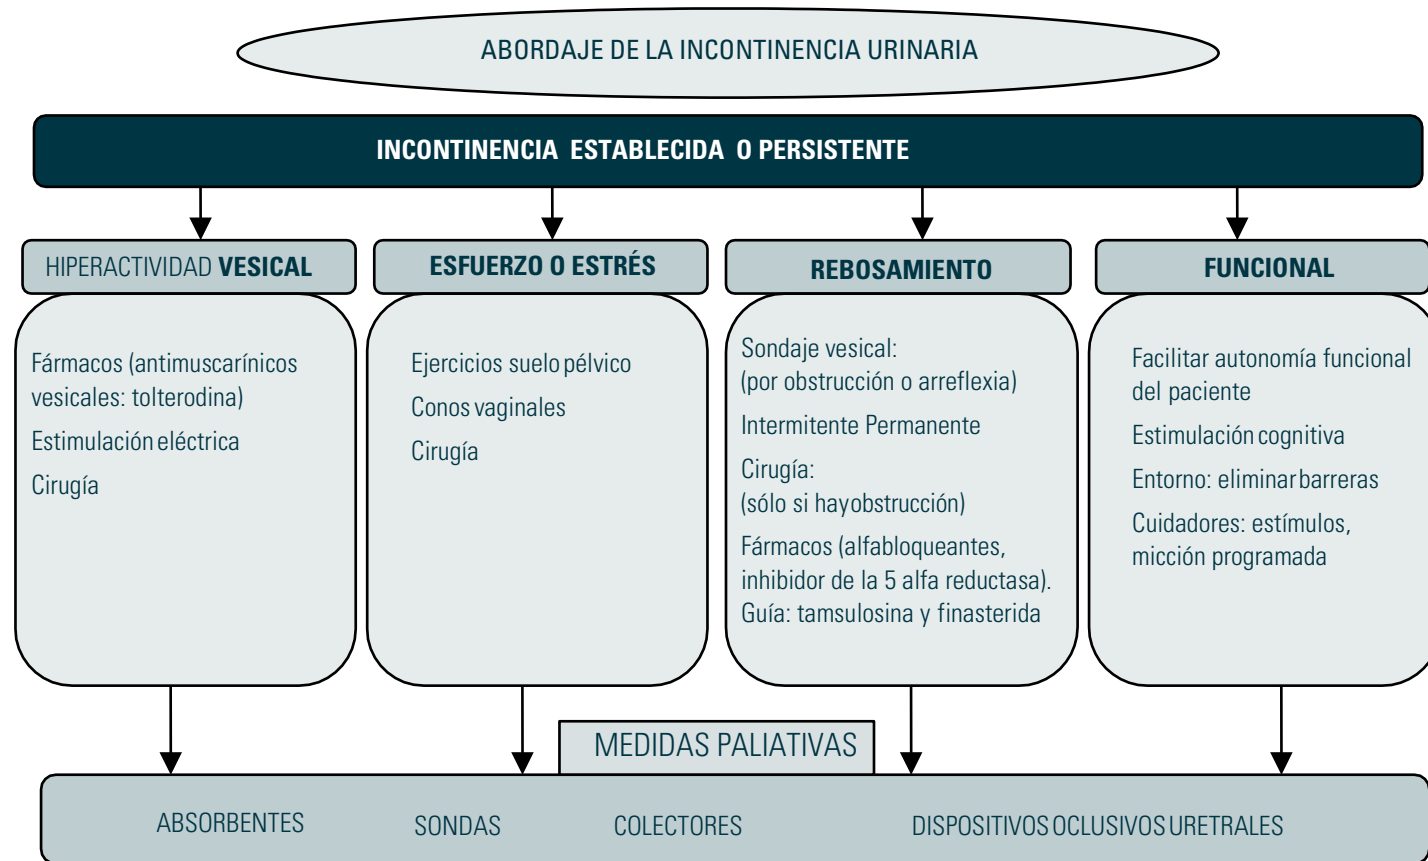 ABORDAJE DE LA INCONTINENCIA URINARIA
INCONTINENCIA ESTABLECIDA O PERSISTENTE
HIPERACTIVIDAD VESICAL
Fármacos (antimuscarínicos
vesicales: tolterodina)
Estimulación eléctrica
Cirugía
ESFUERZO O ESTRÉS
Ejercicios suelo pélvico
Conos vaginales
Cirugía
REBOSAMIENTO
Sondaje vesical:
(por obstrucción o arreflexia)
Intermitente Permanente
Cirugía:
(sólo si hayobstrucción)
Fármacos (alfabloqueantes,
inhibidor de la 5 alfa reductasa).
Guía: tamsulosina y finasterida
FUNCIONAL
Facilitar autonomía funcional
del paciente
Estimulación cognitiva
Entorno: eliminar barreras
Cuidadores: estímulos,
micción programada
MEDIDAS PALIATIVAS
ABSORBENTES
SONDAS
COLECTORES
DISPOSITIVOS OCLUSIVOS URETRALES